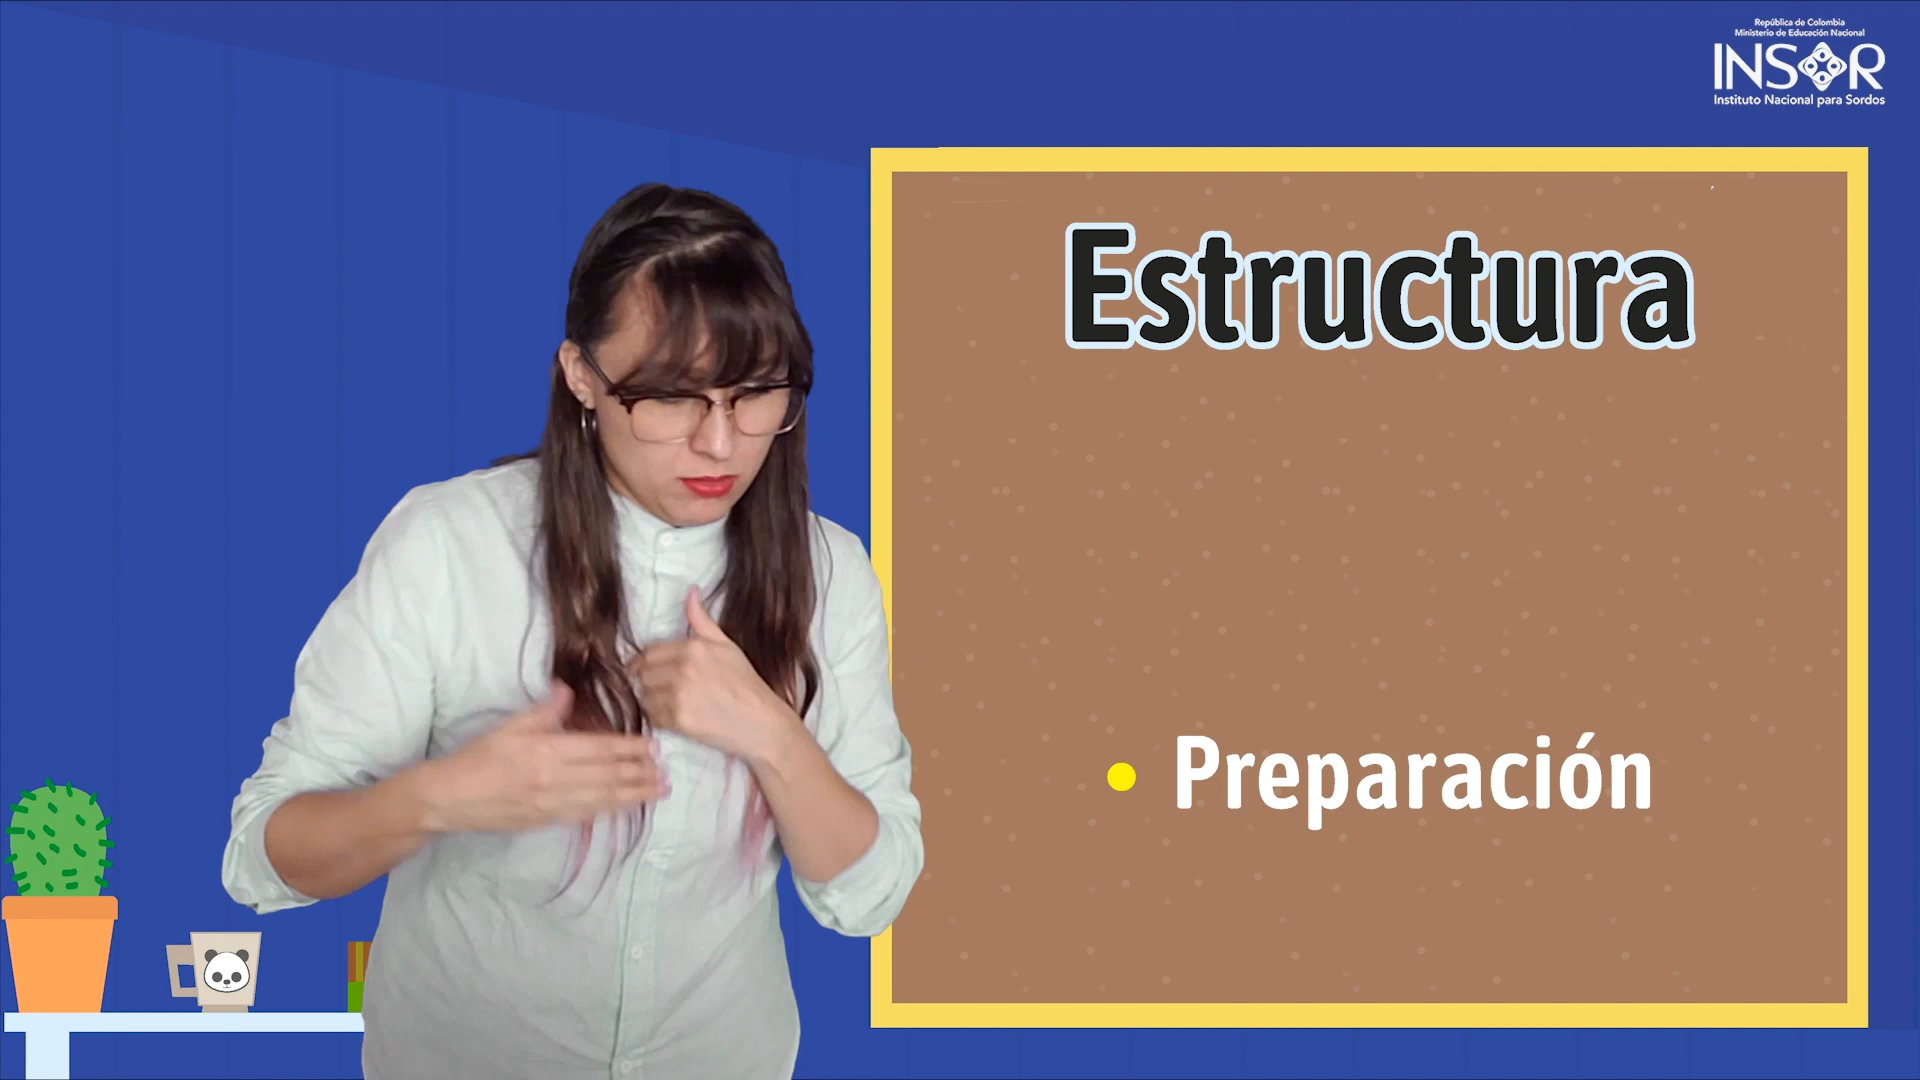 República de Colombia
Ministerio de Educación Nacional
INSOR
Instituto Nacional para Sordos
Estructura
• Preparación